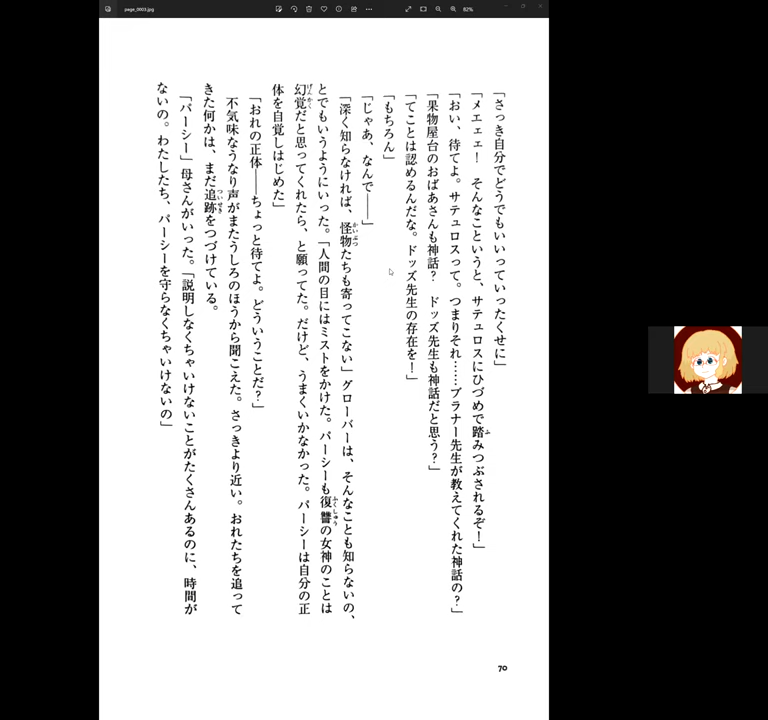 page_0003.jpg
82%
「さっき自分でどうでもいいっていったくせに」
「メエェェ！　そんなこというと、サテュロスにひづめで踏みつぶされるぞ！」
「おい、待てよ。サテュロスって。つまりそれ……ブラナー先生が教えてくれた神話の？」
「果物屋台のおばあさんも神話？　ドッズ先生も神話だと思う？」
「てことは認めるんだな。ドッズ先生の存在を！」
「もちろん」
「じゃあ、なんで――」
「深く知らなければ、怪物たちも寄ってこない」グローバーは、そんなことも知らないの、
とでもいうようにいった。「人間の目にはミストをかけた。パーシーも復讐の女神のことは
幻覚だと思ってくれたら、と願ってた。だけど、うまくいかなかった。パーシーは自分の正
体を自覚しはじめた」
「おれの正体――ちょっと待てよ。どういうことだ？」
不気味なうなり声がまたうしろのほうから聞こえた。さっきより近い。おれたちを追って
きた何かは、まだ追跡をつづけている。
「パーシー」母さんがいった。「説明しなくちゃいけないことがたくさんあるのに、時間が
ないの。わたしたち、パーシーを守らなくちゃいけないの」
70